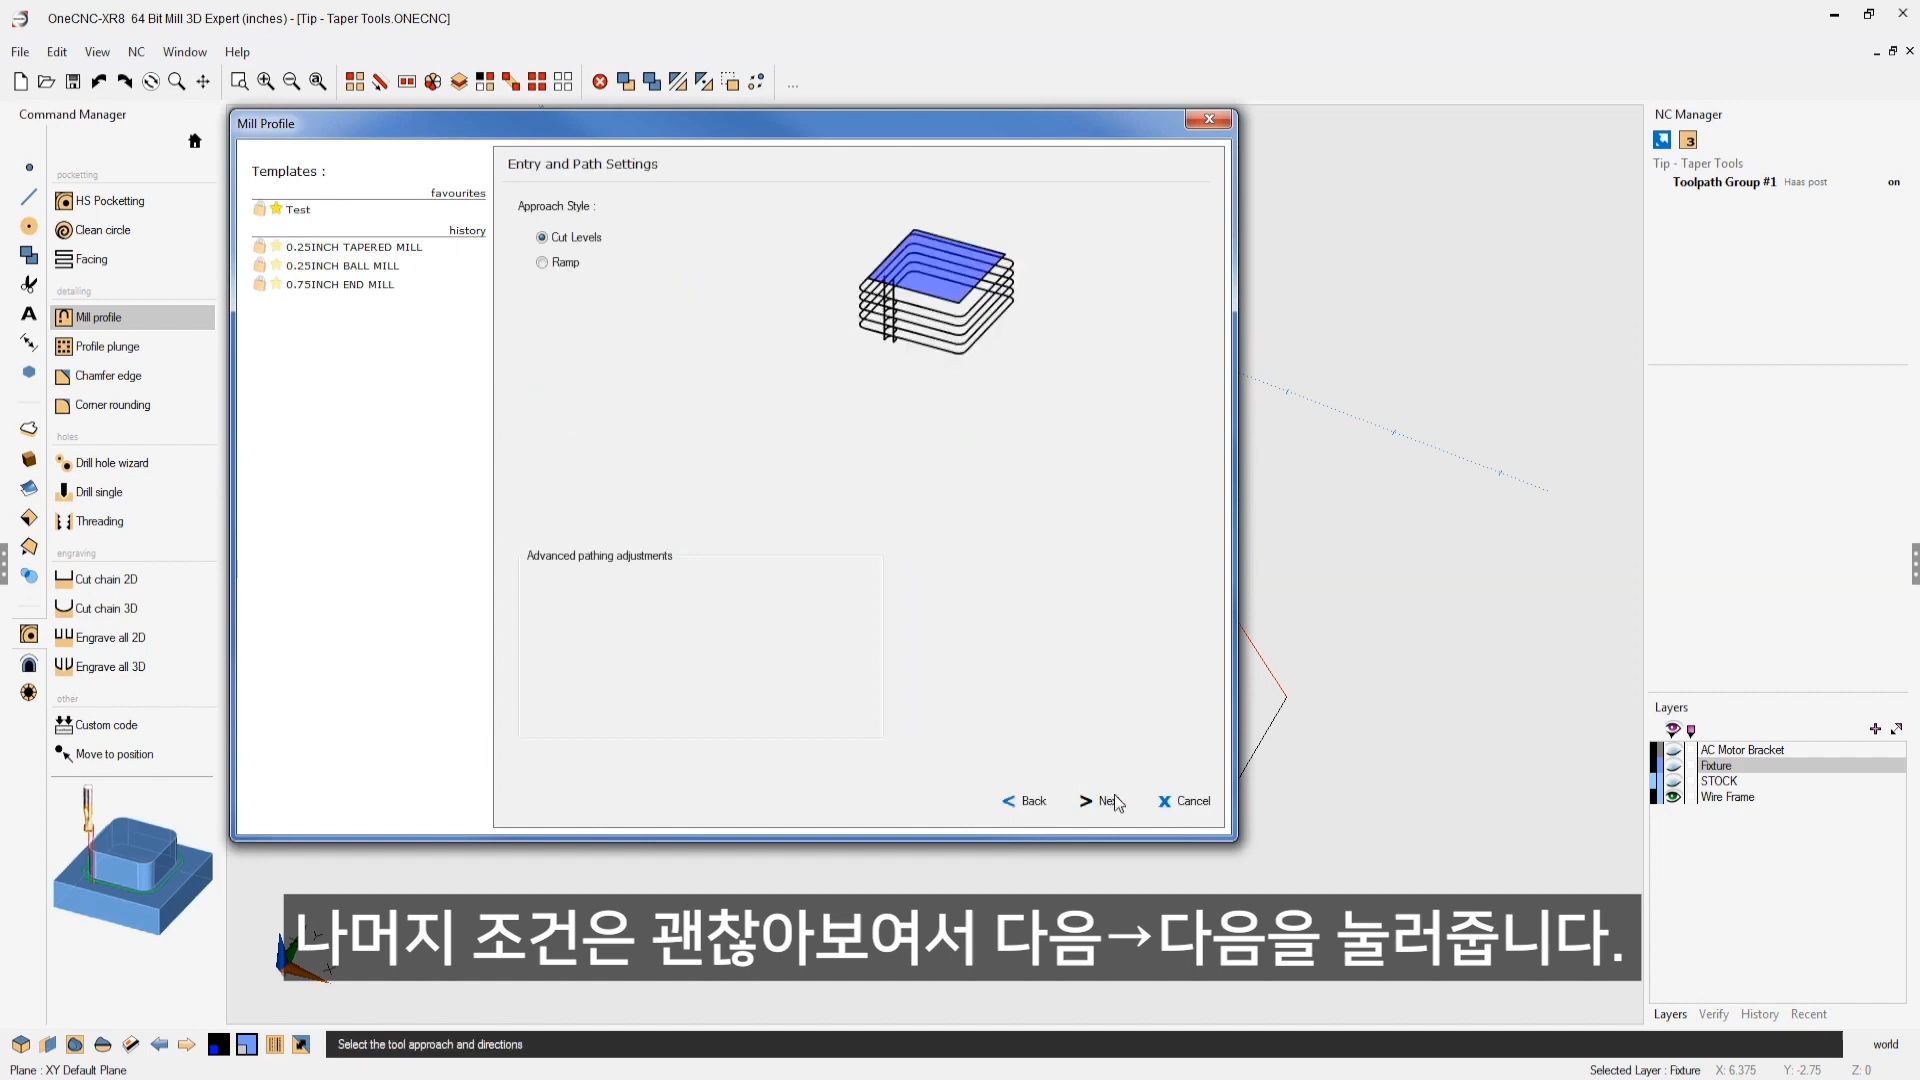 OneCNC-XR8 64 Bit Mill 3D Expert (inches) - [Tip - Taper Tools.ONECNC]
File Edit View NC Window Help
...
Command Manager
pocketting
HS Pocketting
Clean circle
Facing
detailing
Mill profile
Profile plunge
Chamfer edge
Corner rounding
holes
Drill hole wizard
Drill single
Threading
engraving
Cut chain 2D
Cut chain 3D
Engrave all 2D
Engrave all 3D
other
Custom code
Move to position
Mill Profile
Templates :
favourites
Test
history
0.25INCH TAPERED MILL
0.25INCH BALL MILL
0.75INCH END MILL
Entry and Path Settings
Approach Style :
Cut Levels
Ramp
Advanced pathing adjustments
< Back > Cancel
나머지 조건은 괜찮아보여서 다음→다음을 눌러줍니다.
NC Manager
3
Tip - Taper Tools
Toolpath Group #1 Haas post on
Layers
AC Motor Bracket
Fixture
STOCK
Wire Frame
Layers Verify History Recent
Select the tool approach and directions
world
Plane : XY Default Plane
Selected Layer : Fixture X: 6.375 Y: -2.75 Z: 0